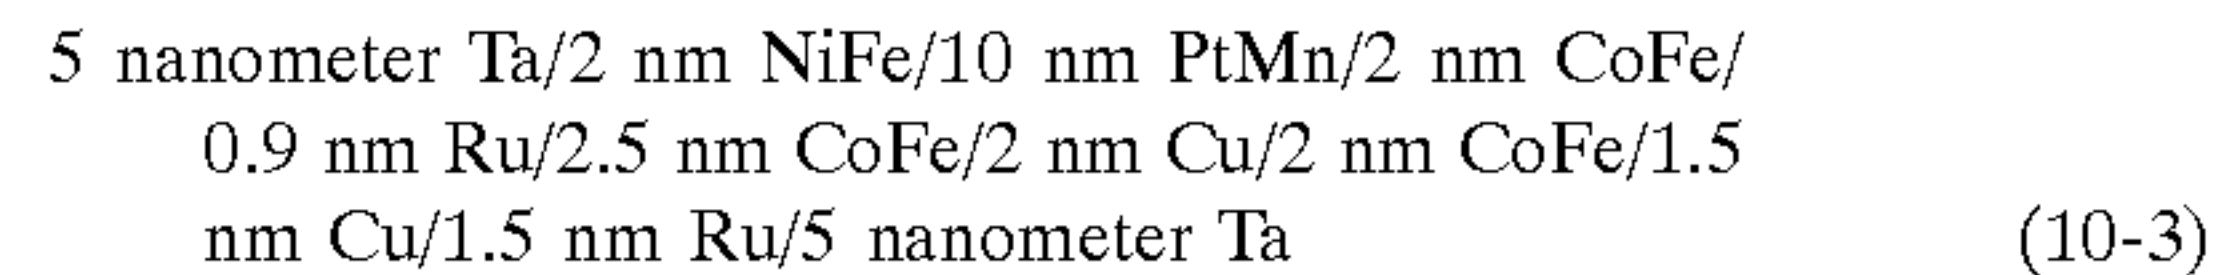 5 nanometer Ta/2 nm NiFe/10 nm PtMn/2 nm CoFe/
0.9 nm Ru/2.5 nm CoFe/2 nm Cu/2 nm CoFe/1.5
nm Cu/1.5 nm Ru/5 nanometer Ta (10-3)